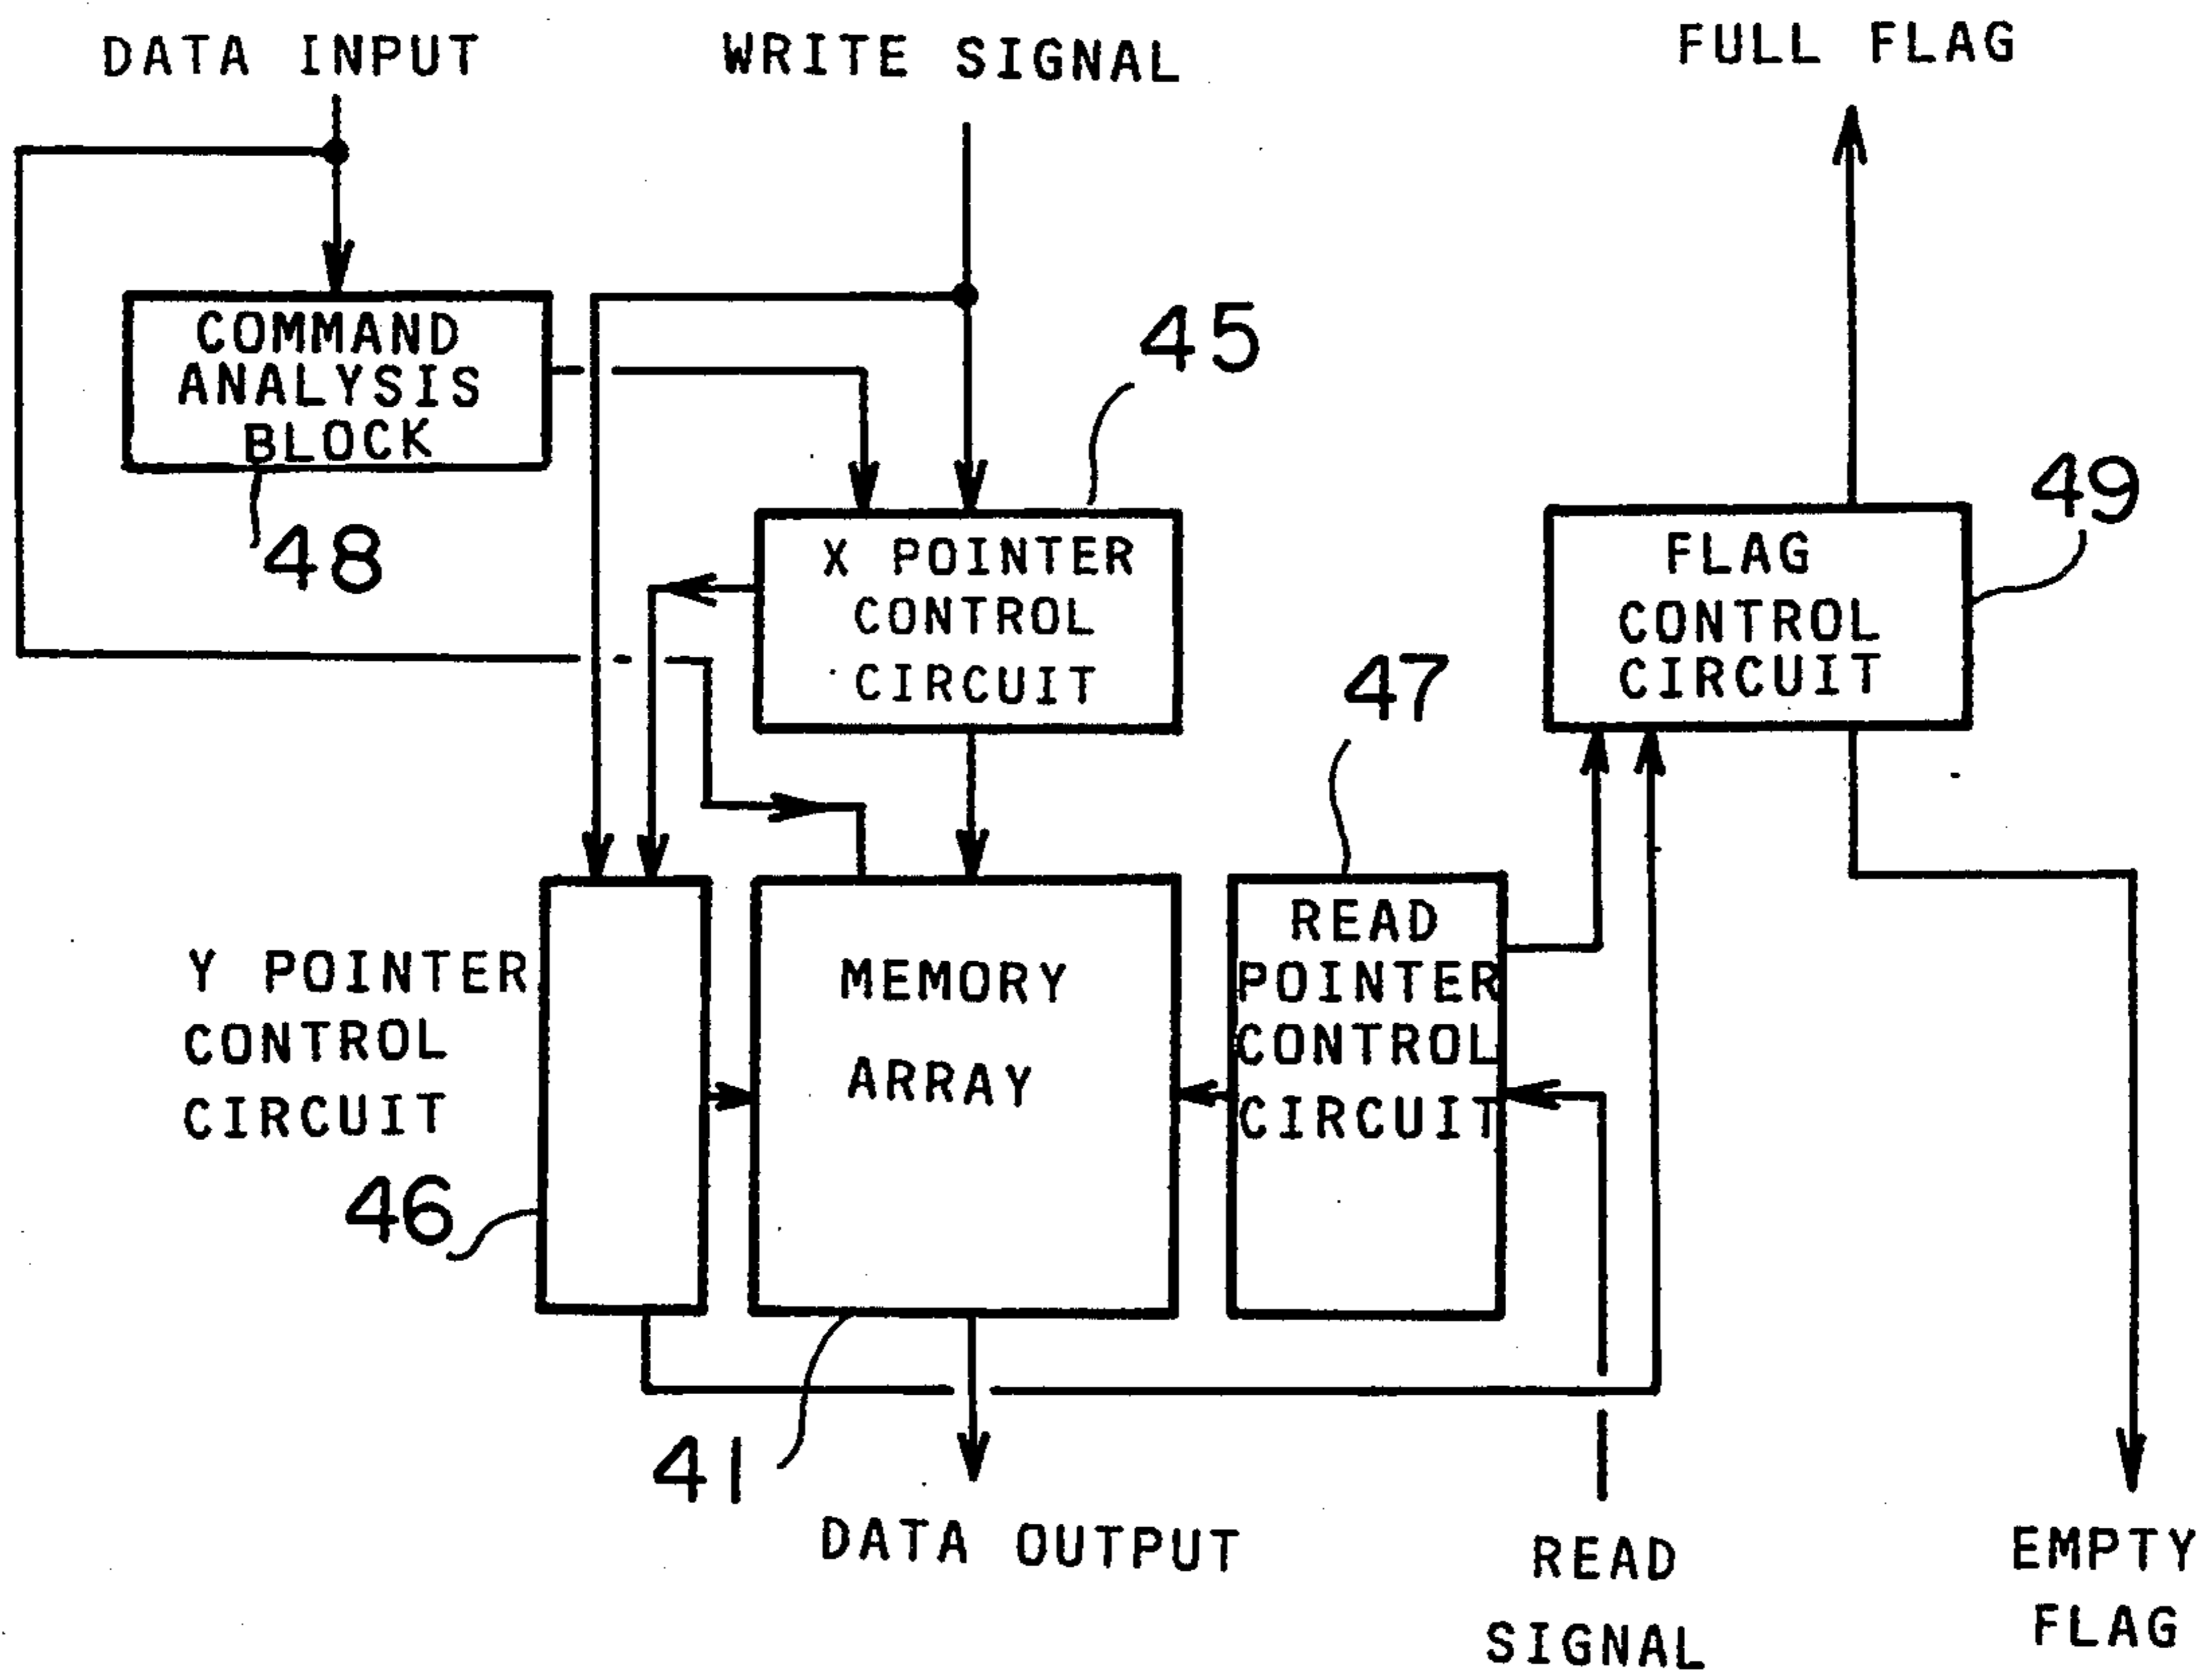 DATA INPUT
WRITE SIGNAL
FULL FLAG
COMMAND
ANALYSIS
BLOCK
48
45
X POINTER
CONTROL
CIRCUIT
49
FLAG
CONTROL
CIRCUIT
47
Y POINTER
CONTROL
CIRCUIT
46
MEMORY
ARRAY
41
READ
POINTER
CONTROL
CIRCUIT
DATA OUTPUT
READ
SIGNAL
EMPTY
FLAG